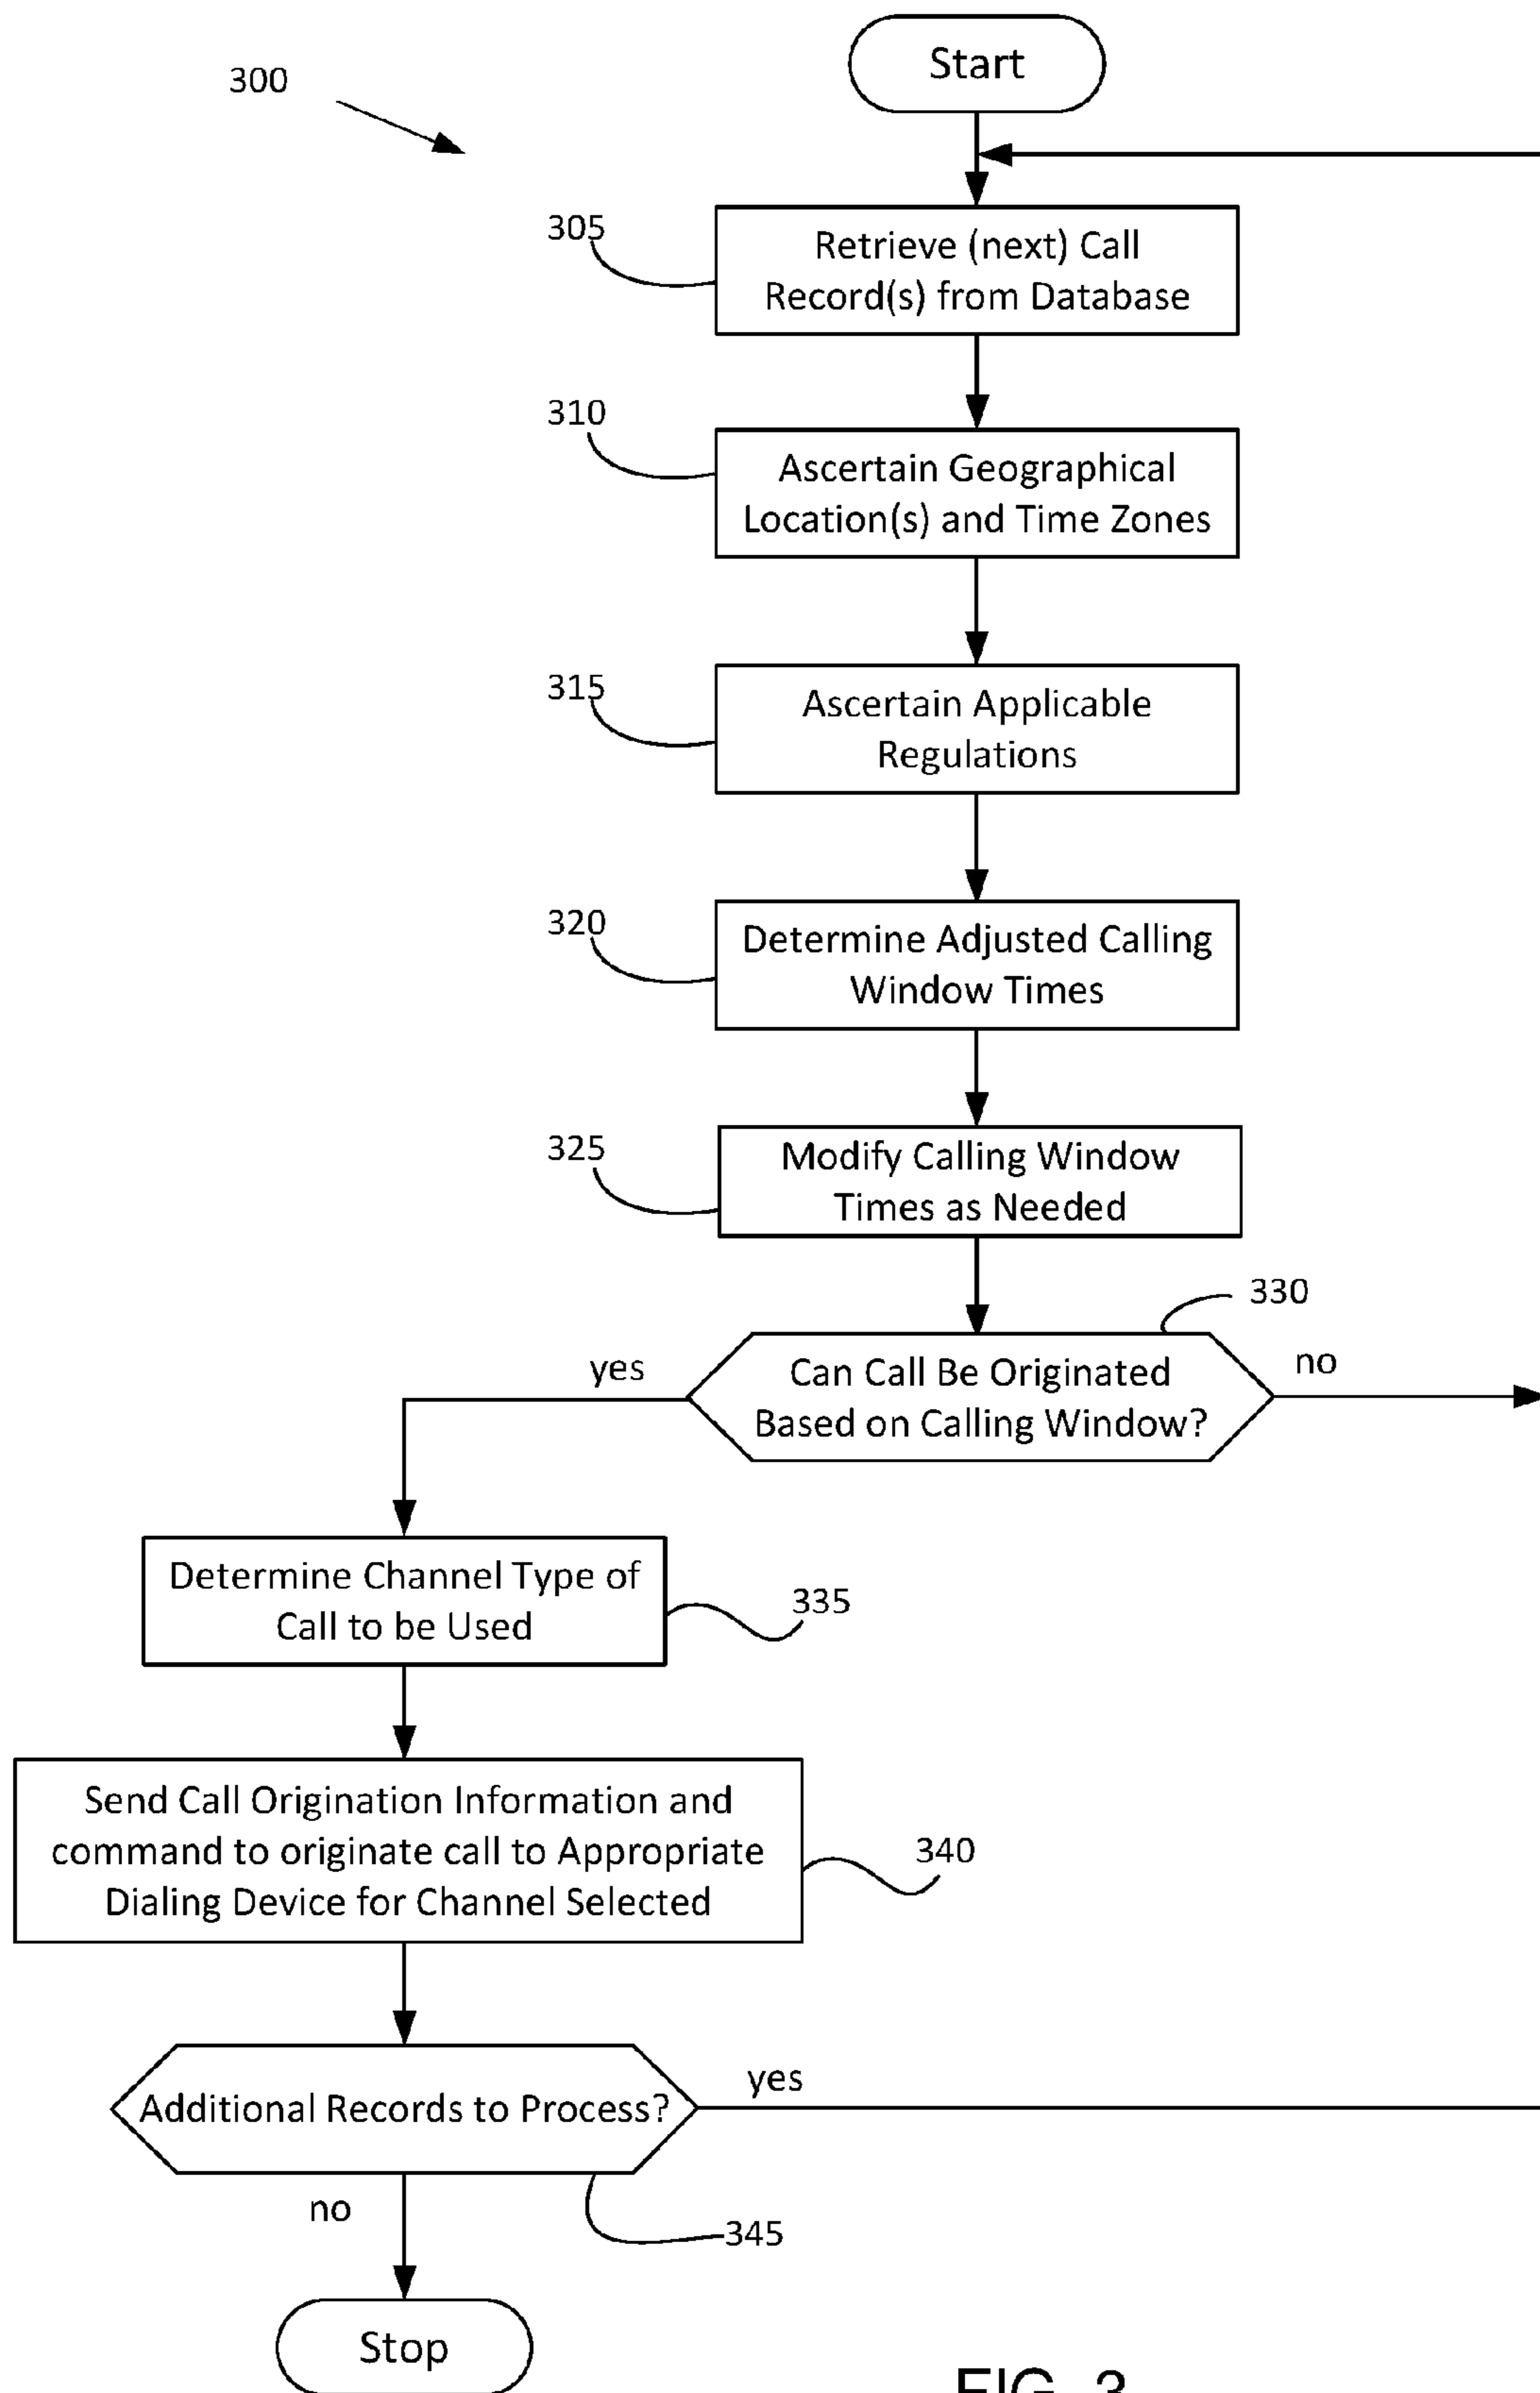 Start
300
305
Retrieve (next) Call
Record(s) from Database
310
Ascertain Geographical
Location(s) and Time Zones
315
Ascertain Applicable
Regulations
320
Determine Adjusted Calling
Window Times
325
Modify Calling Window
Times as Needed
330
Can Call Be Originated
Based on Calling Window?
yes
no
Determine Channel Type of
Call to be Used
335
Send Call Origination Information and
command to originate call to Appropriate
Dialing Device for Channel Selected
340
Additional Records to Process?
yes
no
345
Stop
FIG. 3